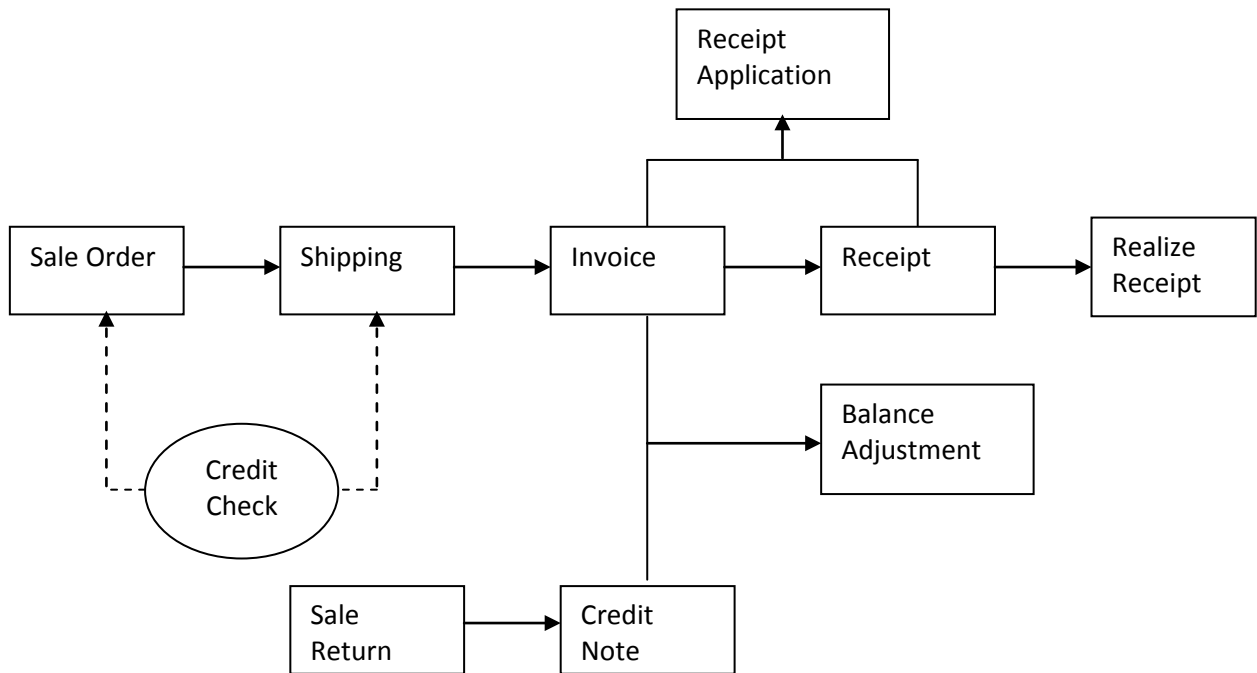 Receipt
Application
Sale Order
Shipping
Invoice
Receipt
Realize
Receipt
Balance
Adjustment
Credit
Check
Sale
Return
Credit
Note